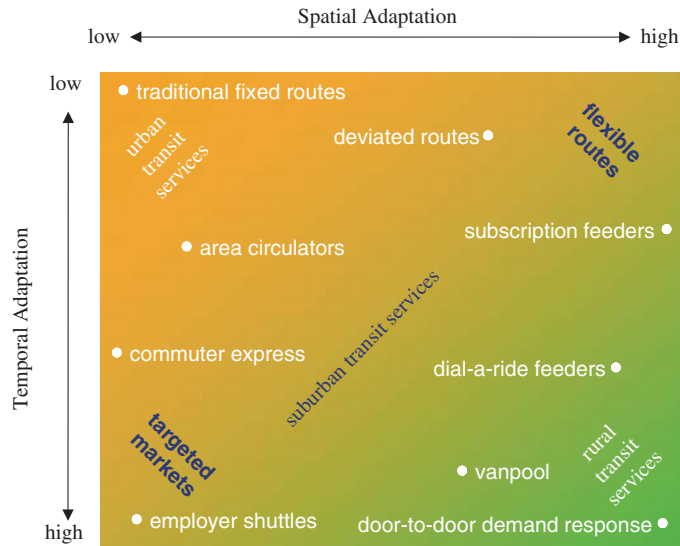 Spatial Adaptation
low
high
low
traditional fixed routes
urban
transit
services
deviated routes
flexible
routes
area circulators
subscription feeders
Temporal Adaptation
suburban transit services
commuter express
dial-a-ride feeders
targeted
markets
rural
transit
services
vanpool
high
employer shuttles
door-to-door demand response